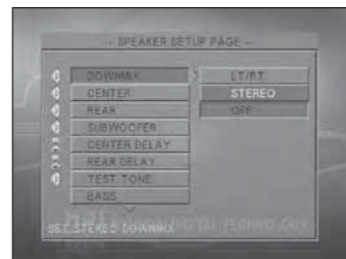 -- SPEAKER SETUP PAGE --
DOWNMIX LT/RT
CENTER STEREO
REAR OFF
SUBWOOFER
CENTER DELAY
REAR DELAY
TEST TONE
BASS
DIGITAL
SET STEREO DOWNMIX